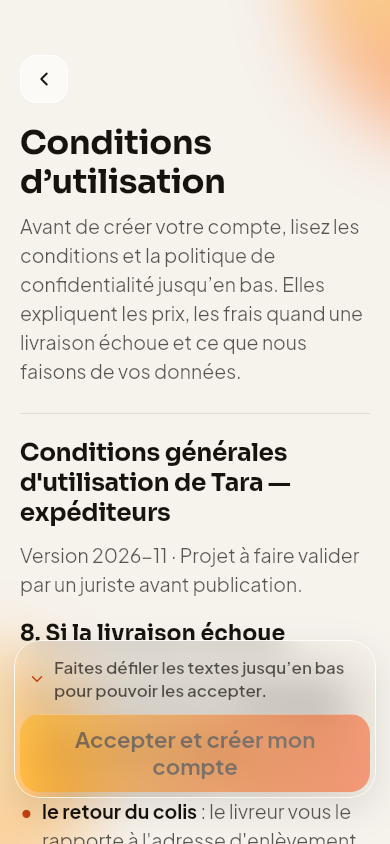 Conditions
d’utilisation
Avant de créer votre compte, lisez les
conditions et la politique de
confidentialité jusqu’en bas. Elles
expliquent les prix, les frais quand une
livraison échoue et ce que nous
faisons de vos données.
Conditions générales
d'utilisation de Tara —
expéditeurs
Version 2026–11 · Projet à faire valider
par un juriste avant publication.
8. Si la livraison échoue
Faites défiler les textes jusqu’en bas
pour pouvoir les accepter.
Accepter et créer mon
compte
le retour du colis : le livreur vous le
rapporte à l'adresse d'enlèvement